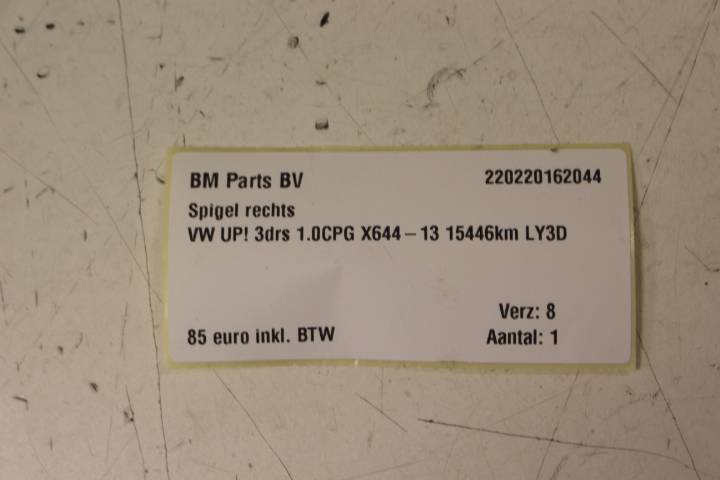 BM Parts BV 220220162044
Spigel rechts
VW UP! 3drs 1.0CPG X644-13 15446km LY3D
Verz: 8
85 euro inkl. BTW Aantal: 1